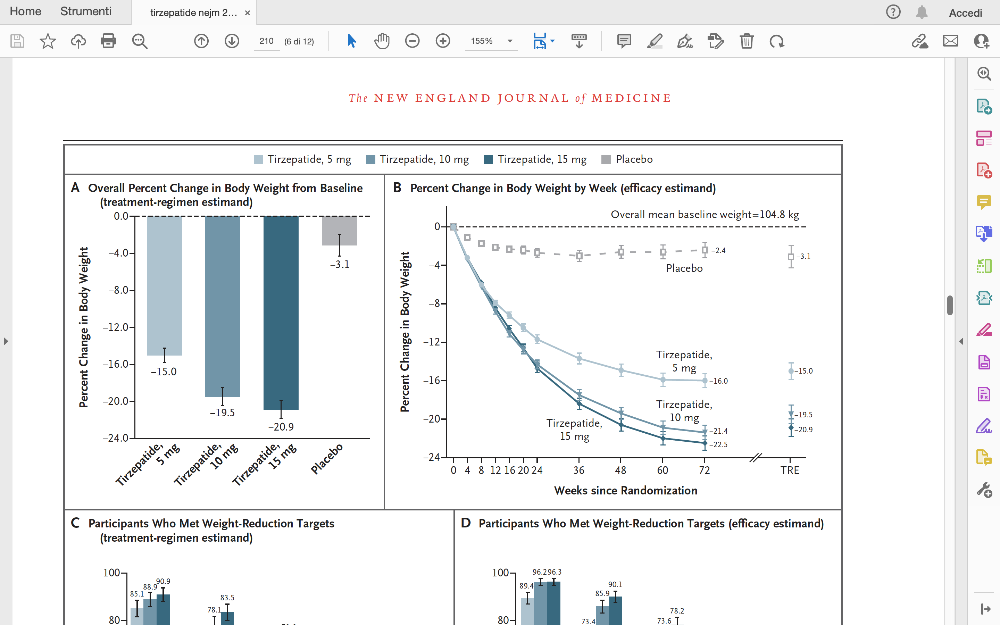 Home Strumenti tirzepatide nejm 2... × ? Accedi
210 (6 di 12) 155%
The NEW ENGLAND JOURNAL of MEDICINE
Tirzepatide, 5 mg Tirzepatide, 10 mg Tirzepatide, 15 mg Placebo
A Overall Percent Change in Body Weight from Baseline
(treatment-regimen estimand)
Percent Change in Body Weight
0.0
−4.0
−8.0
−12.0
−16.0
−20.0
−24.0
−15.0
−19.5
−20.9
−3.1
Tirzepatide,
5 mg
Tirzepatide,
10 mg
Tirzepatide,
15 mg
Placebo
B Percent Change in Body Weight by Week (efficacy estimand)
Overall mean baseline weight=104.8 kg
Percent Change in Body Weight
0
−4
−8
−12
−16
−20
−24
−2.4
−3.1
Placebo
Tirzepatide,
5 mg
−16.0
−15.0
Tirzepatide,
10 mg
−19.5
Tirzepatide,
15 mg
−21.4
−20.9
−22.5
0 4 8 12 16 20 24 36 48 60 72 TRE
Weeks since Randomization
C Participants Who Met Weight-Reduction Targets
(treatment-regimen estimand)
100
80
85.1
88.9
90.9
78.1
83.5
D Participants Who Met Weight-Reduction Targets (efficacy estimand)
100
80
89.4
96.2
96.3
73.4
85.9
90.1
73.6
78.2